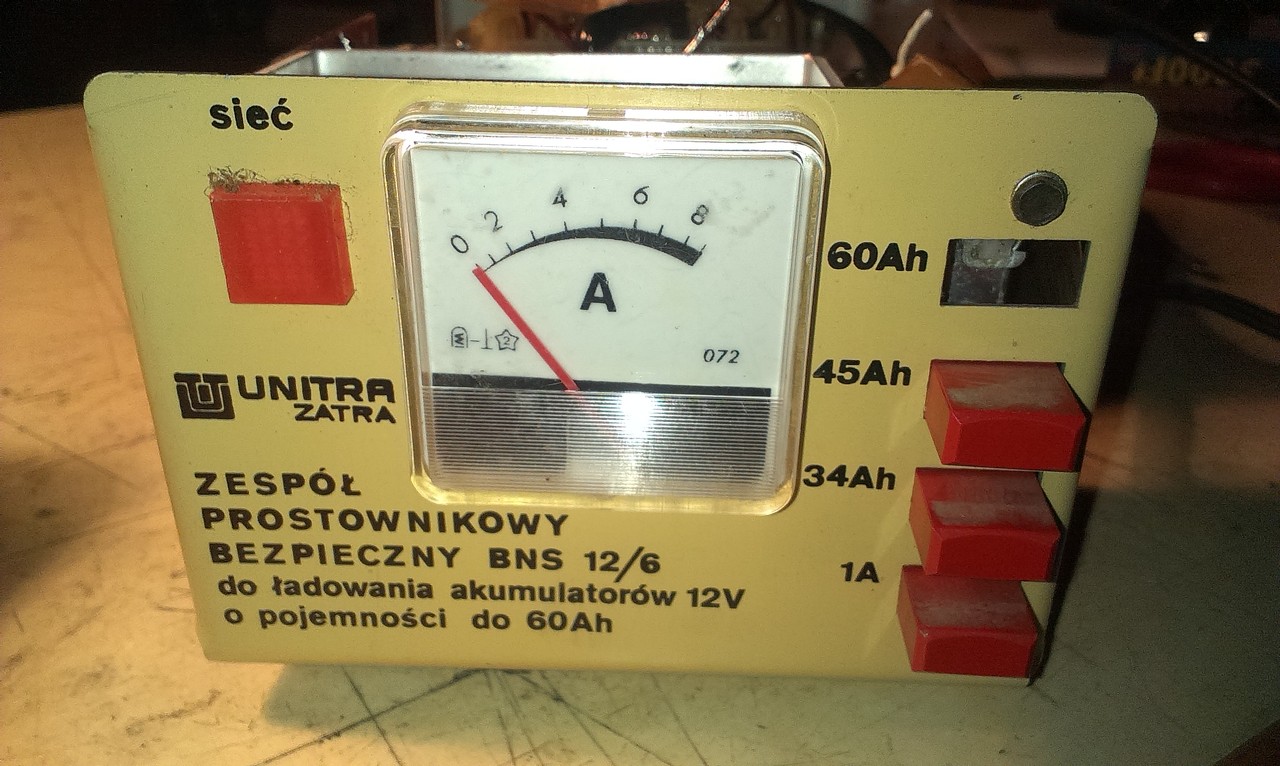 sieć
0 2 4 6 8
A
2
072
UNITRA
ZATRA
ZESPÓŁ
PROSTOWNIKOWY
BEZPIECZNY BNS 12/6
do ładowania akumulatorów 12V
o pojemności do 60Ah
60Ah
45Ah
34Ah
1A